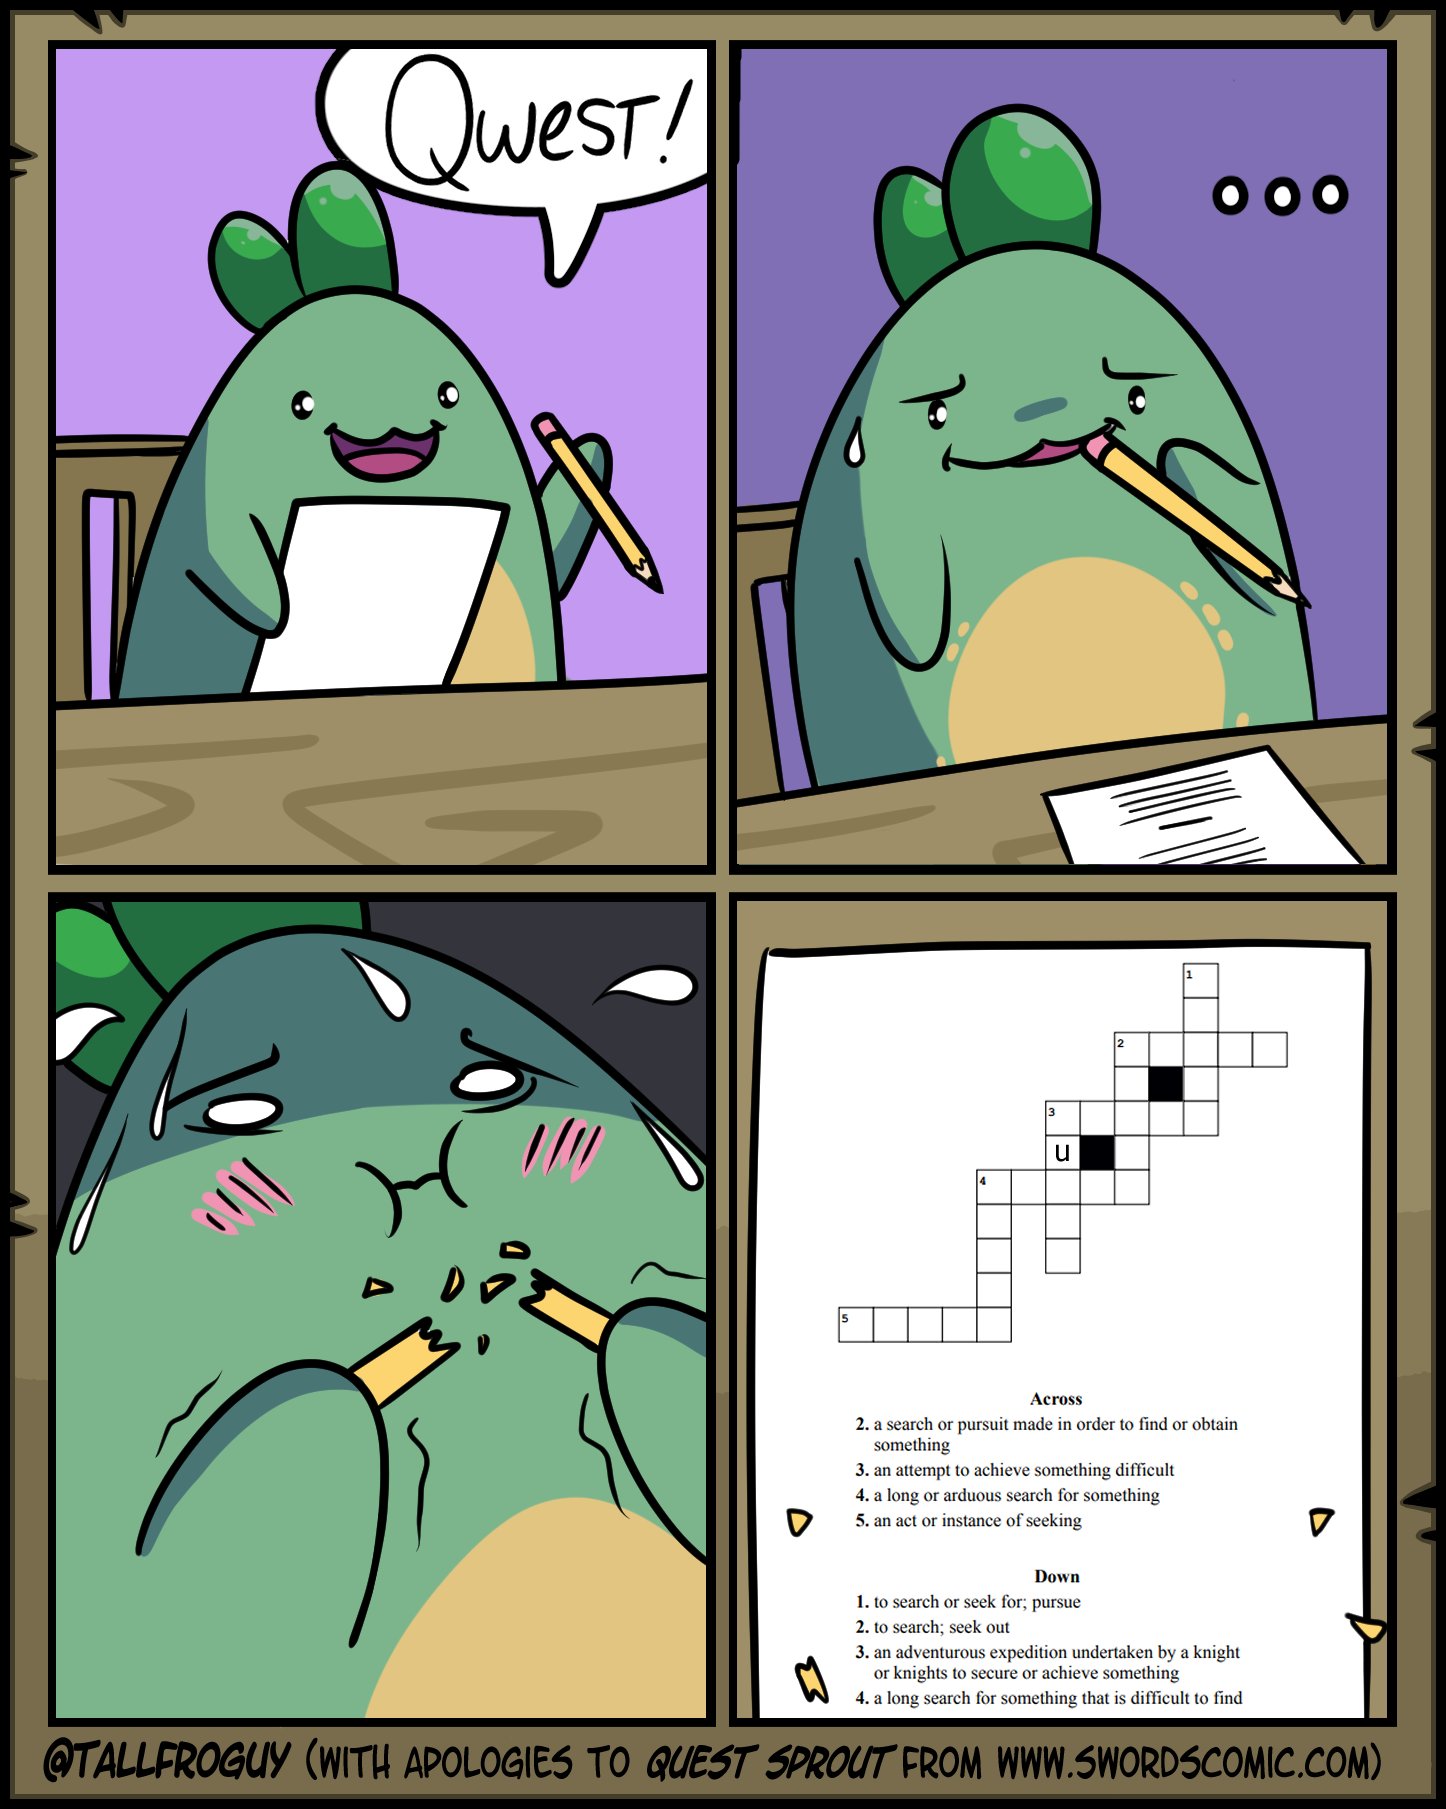 Qwest!
ooo
1
2
3
u
4
5
Across
2. a search or pursuit made in order to find or obtain
something
3. an attempt to achieve something difficult
4. a long or arduous search for something
5. an act or instance of seeking
Down
1. to search or seek for; pursue
2. to search; seek out
3. an adventurous expedition undertaken by a knight
or knights to secure or achieve something
4. a long search for something that is difficult to find
@TALLFROGUY (WITH APOLOGIES TO QUEST SPROUT FROM WWW.SWORDSCOMIC.COM)